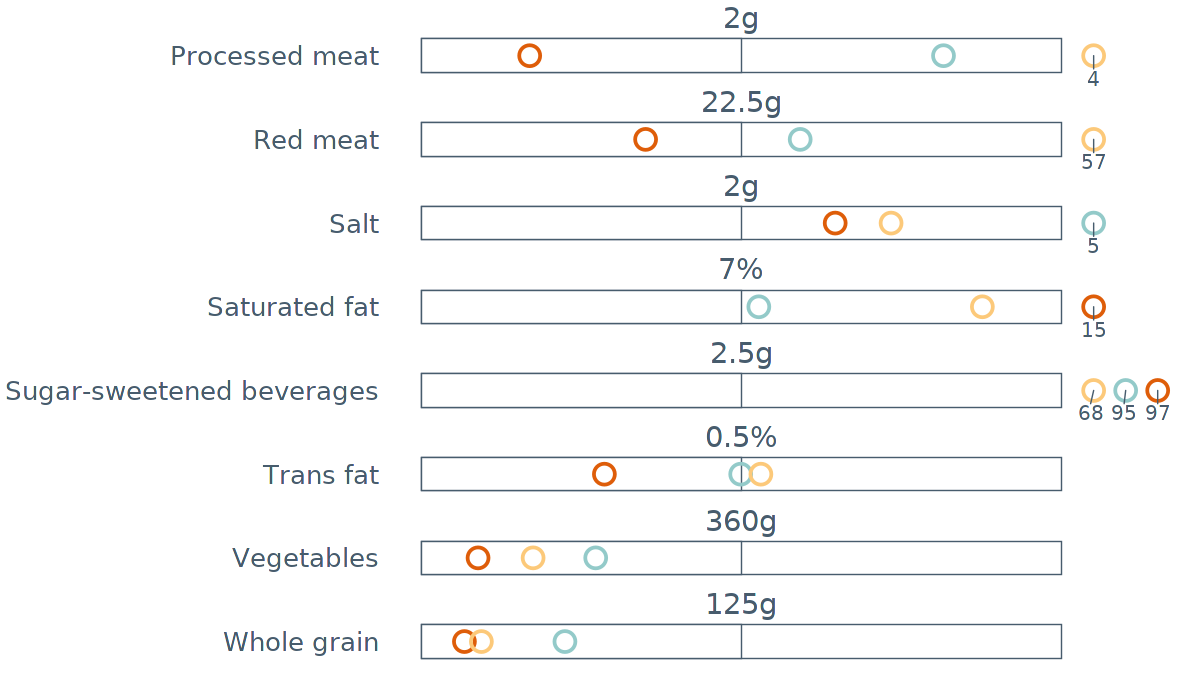 2g
Processed meat
4
22.5g
Red meat
57
2g
Salt
5
7%
Saturated fat
15
2.5g
Sugar-sweetened beverages
68 95 97
0.5%
Trans fat
360g
Vegetables
125g
Whole grain